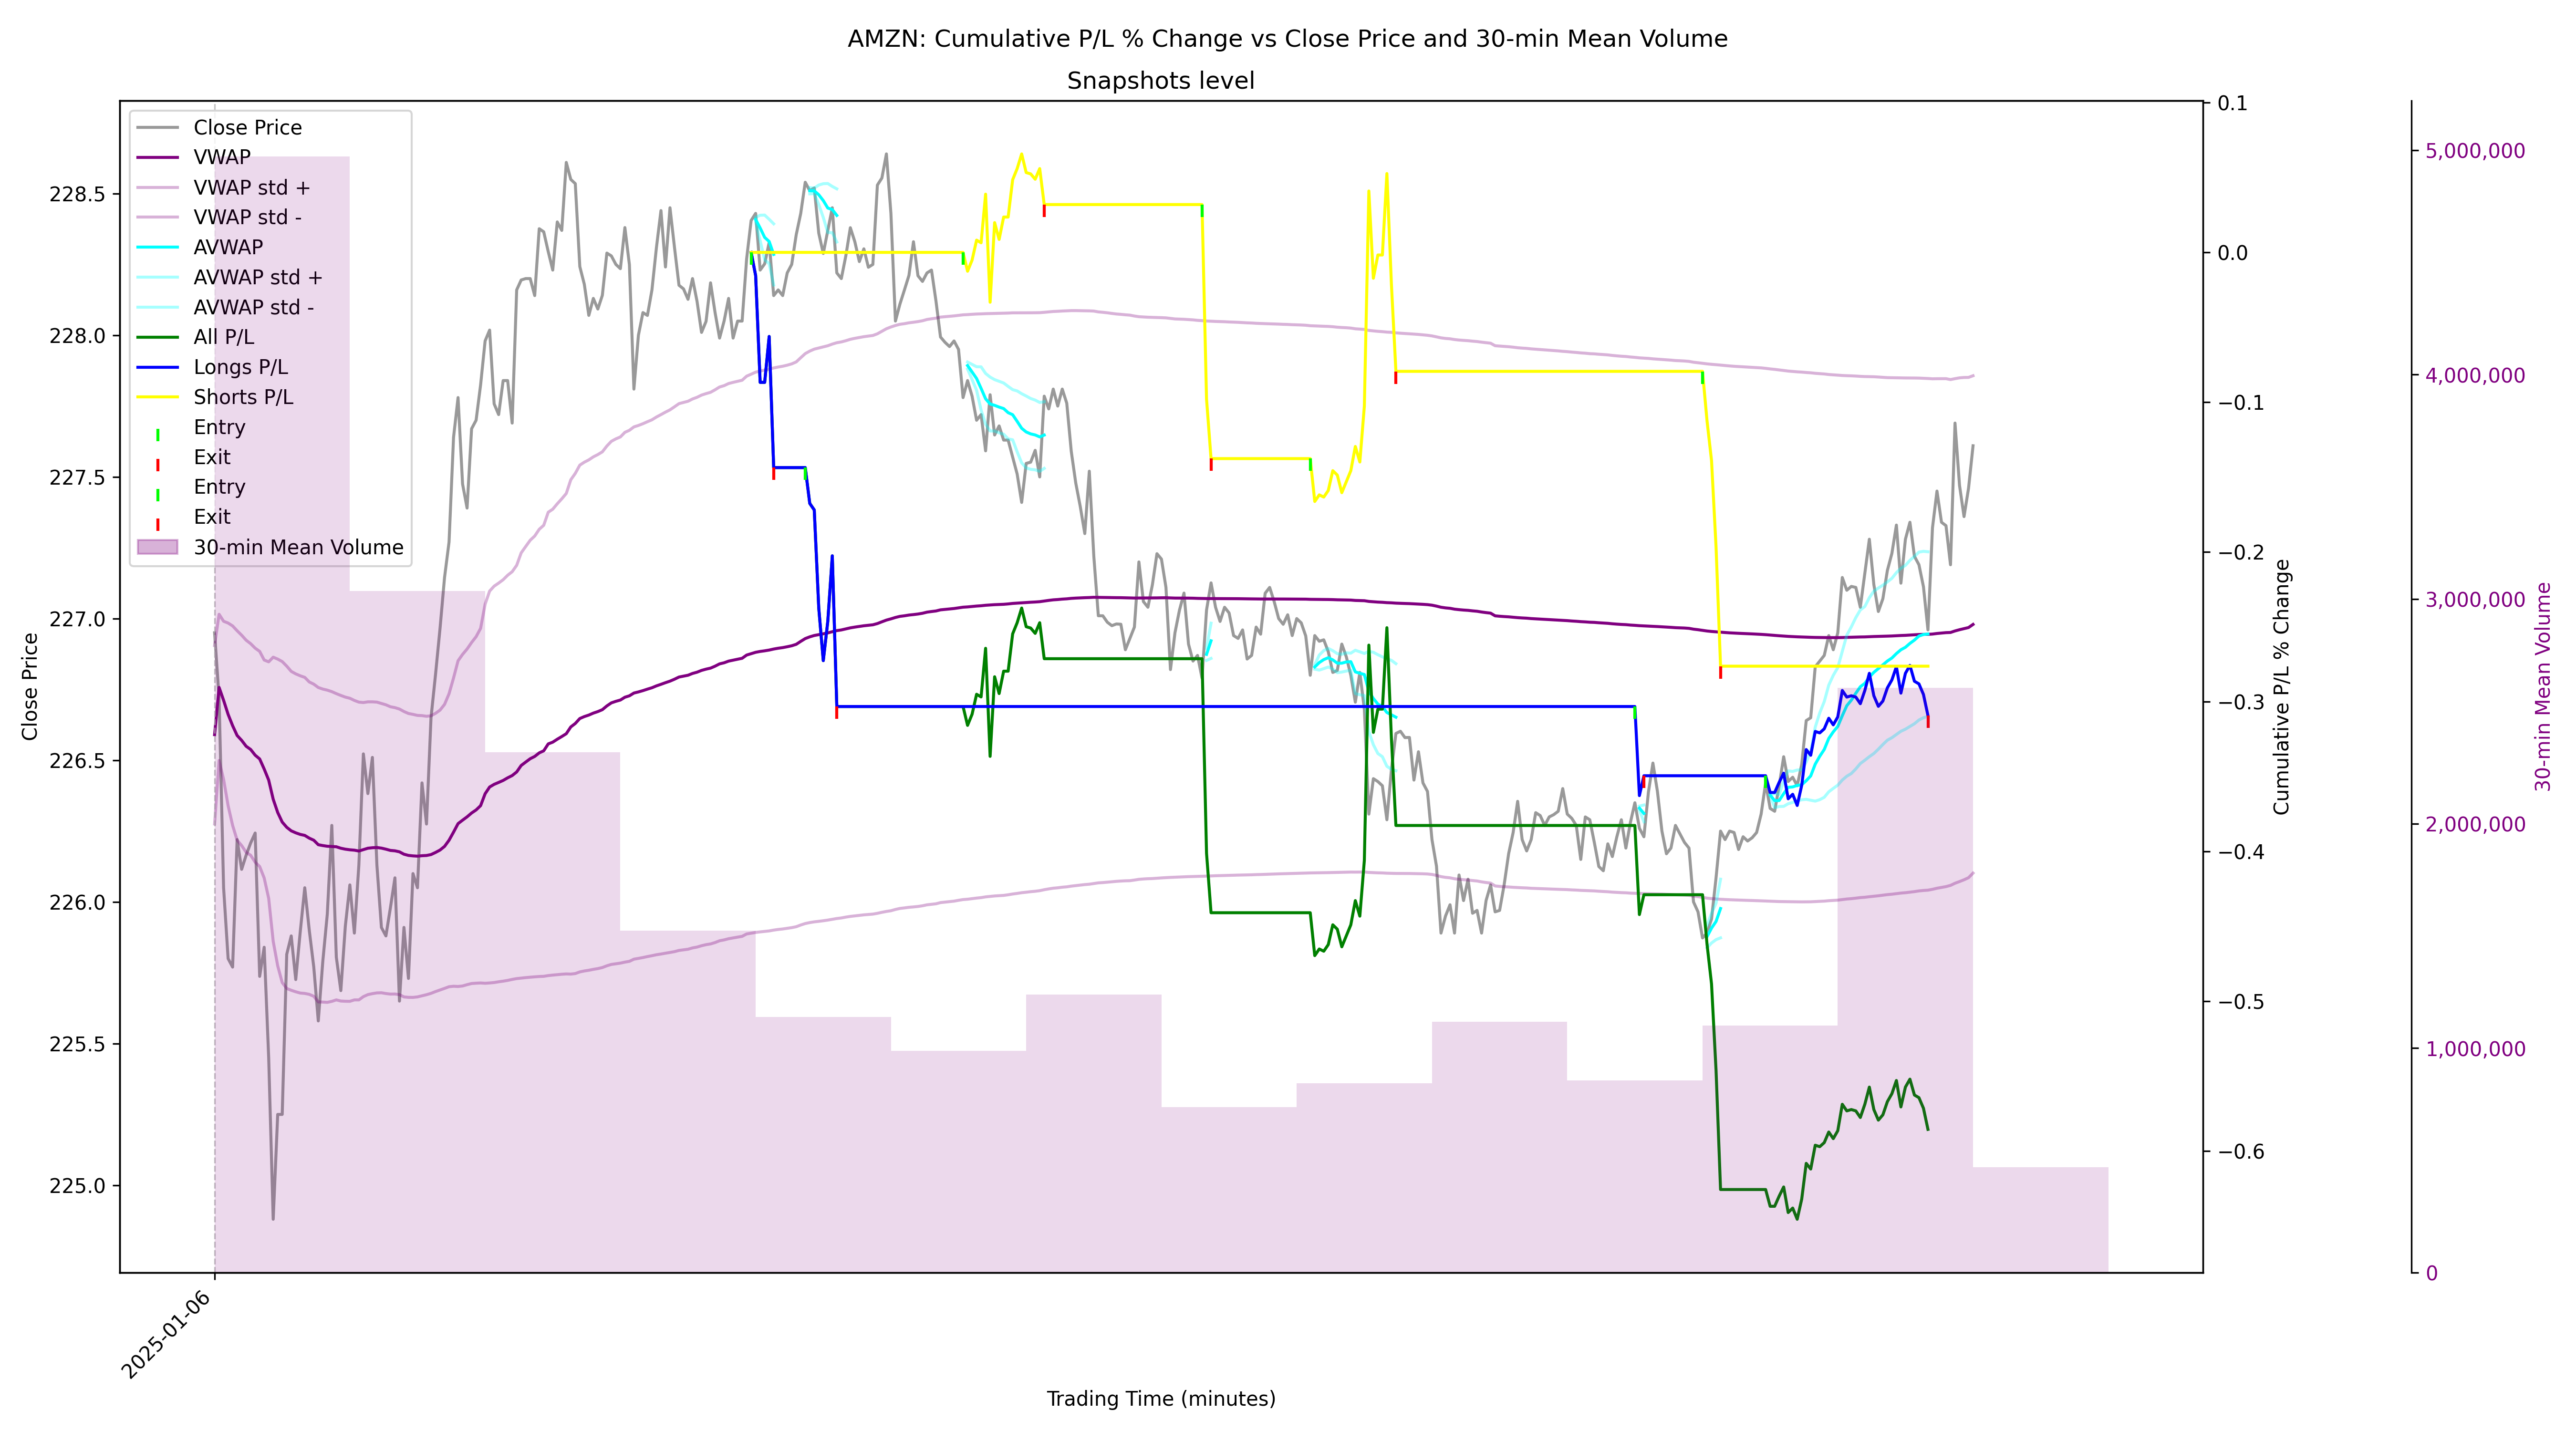 AMZN: Cumulative P/L % Change vs Close Price and 30-min Mean Volume
Snapshots level
Close Price
VWAP
VWAP std +
VWAP std -
AVWAP
AVWAP std +
AVWAP std -
All P/L
Longs P/L
Shorts P/L
Entry
Exit
Entry
Exit
30-min Mean Volume
228.5
228.0
227.5
227.0
226.5
226.0
225.5
225.0
Close Price
0.1
0.0
−0.1
−0.2
−0.3
−0.4
−0.5
−0.6
Cumulative P/L % Change
5,000,000
4,000,000
3,000,000
2,000,000
1,000,000
0
30-min Mean Volume
2025-01-06
Trading Time (minutes)